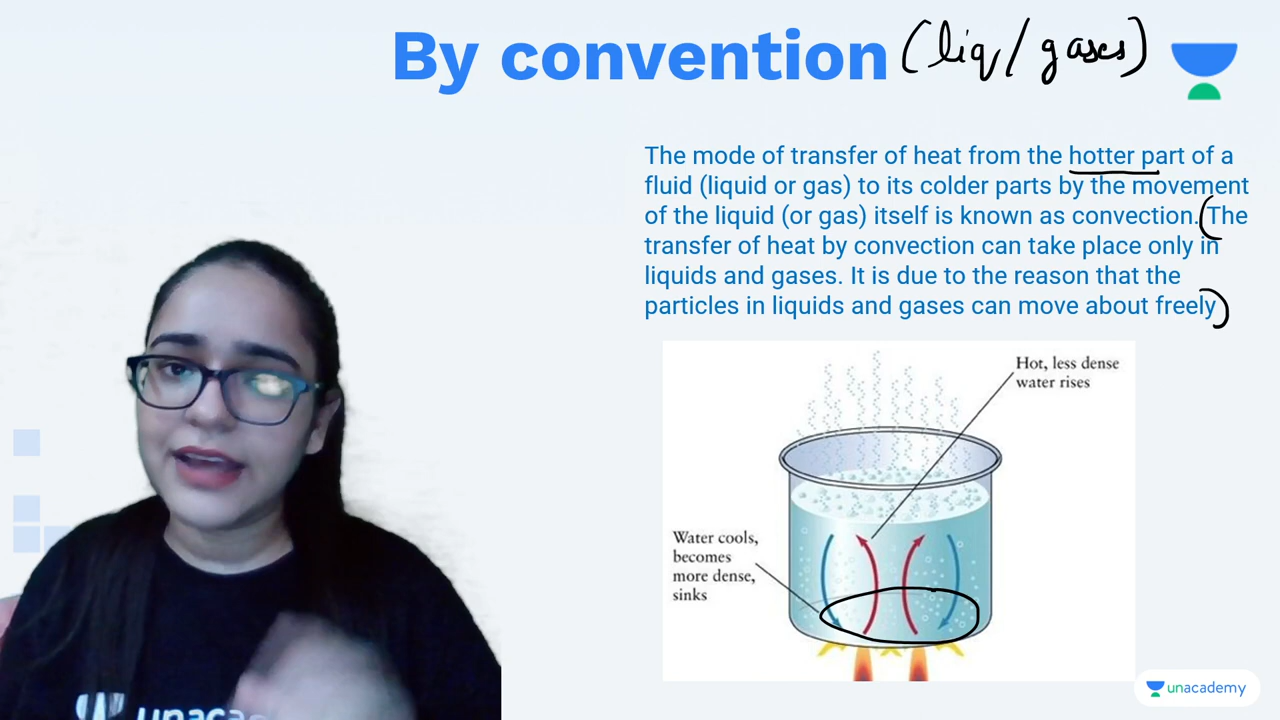 By convention (liq/gases)
The mode of transfer of heat from the hotter part of a
fluid (liquid or gas) to its colder parts by the movement
of the liquid (or gas) itself is known as convection. (The
transfer of heat by convection can take place only in
liquids and gases. It is due to the reason that the
particles in liquids and gases can move about freely)
Hot, less dense
water rises
Water cools,
becomes
more dense,
sinks
unacademy